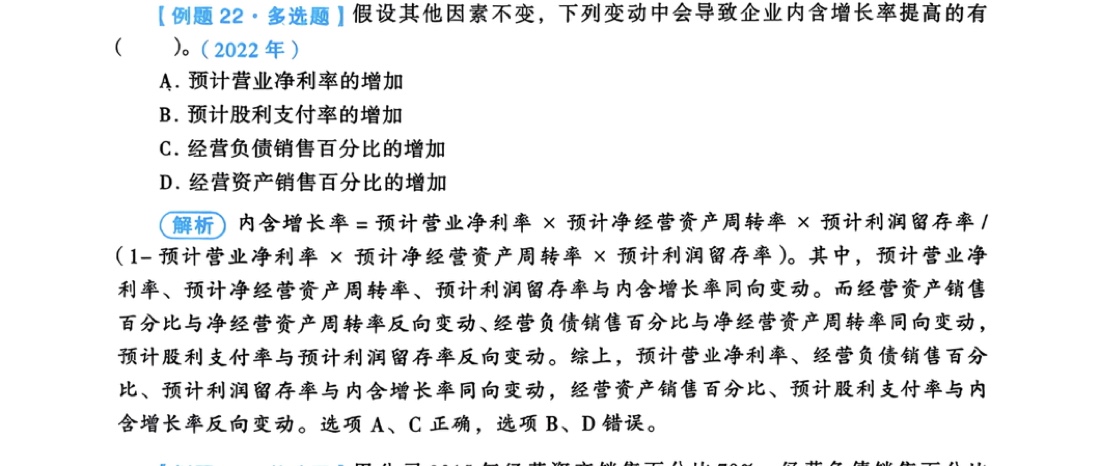 【例题 22·多选题】假设其他因素不变，下列变动中会导致企业内含增长率提高的有
(　　)。（2022 年）
A. 预计营业净利率的增加
B. 预计股利支付率的增加
C. 经营负债销售百分比的增加
D. 经营资产销售百分比的增加
解析 内含增长率 = 预计营业净利率 × 预计净经营资产周转率 × 预计利润留存率 /
(1- 预计营业净利率 × 预计净经营资产周转率 × 预计利润留存率)。其中，预计营业净
利率、预计净经营资产周转率、预计利润留存率与内含增长率同向变动。而经营资产销售
百分比与净经营资产周转率反向变动、经营负债销售百分比与净经营资产周转率同向变动，
预计股利支付率与预计利润留存率反向变动。综上，预计营业净利率、经营负债销售百分
比、预计利润留存率与内含增长率同向变动，经营资产销售百分比、预计股利支付率与内
含增长率反向变动。选项 A、C 正确，选项 B、D 错误。